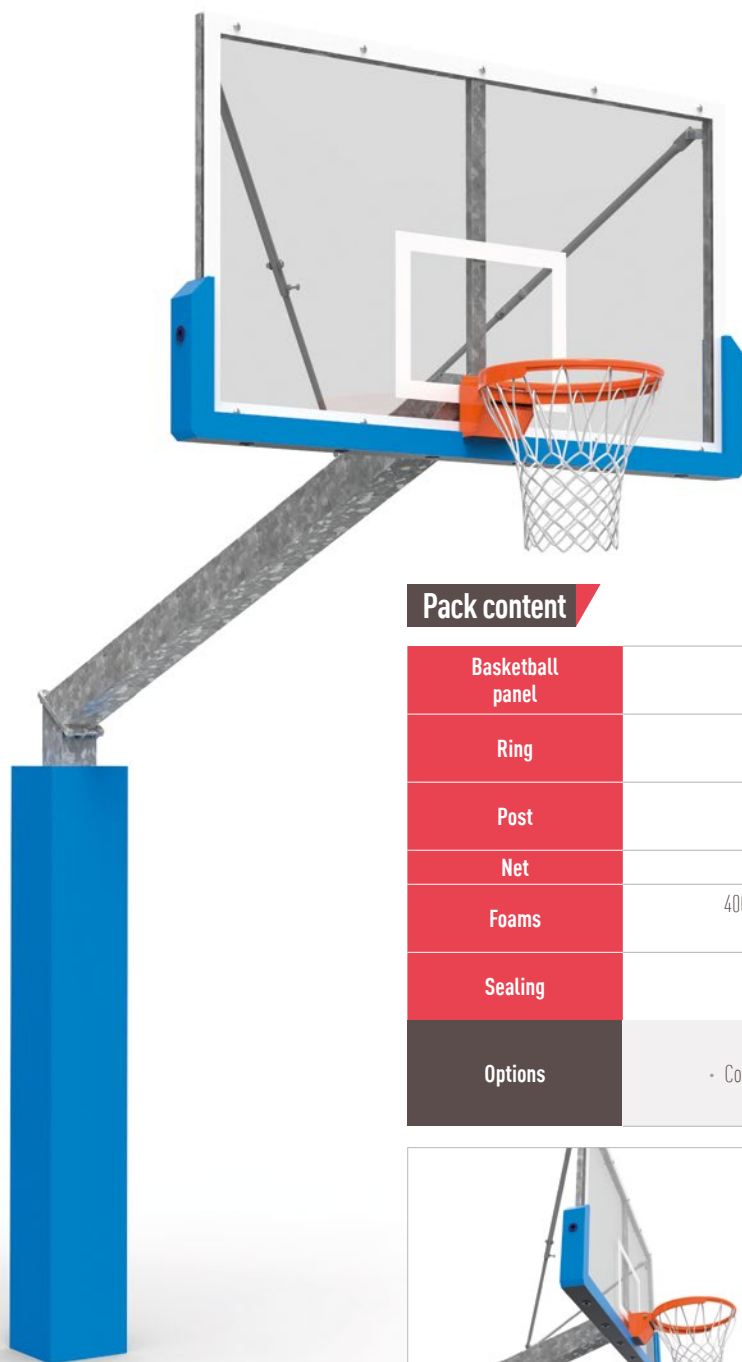 Pack content
Basketball
panel
Ring
Post
Net
Foams
Sealing
Options